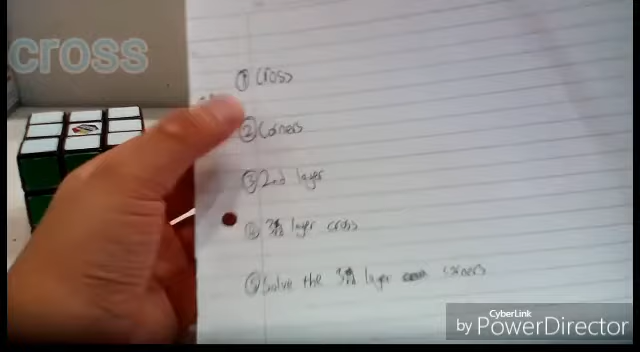 cross
① Cross
② Corners
③ 2nd layer
④ 3rd layer cross
⑤ Solve the 3rd layer corners
CyberLink
by PowerDirector